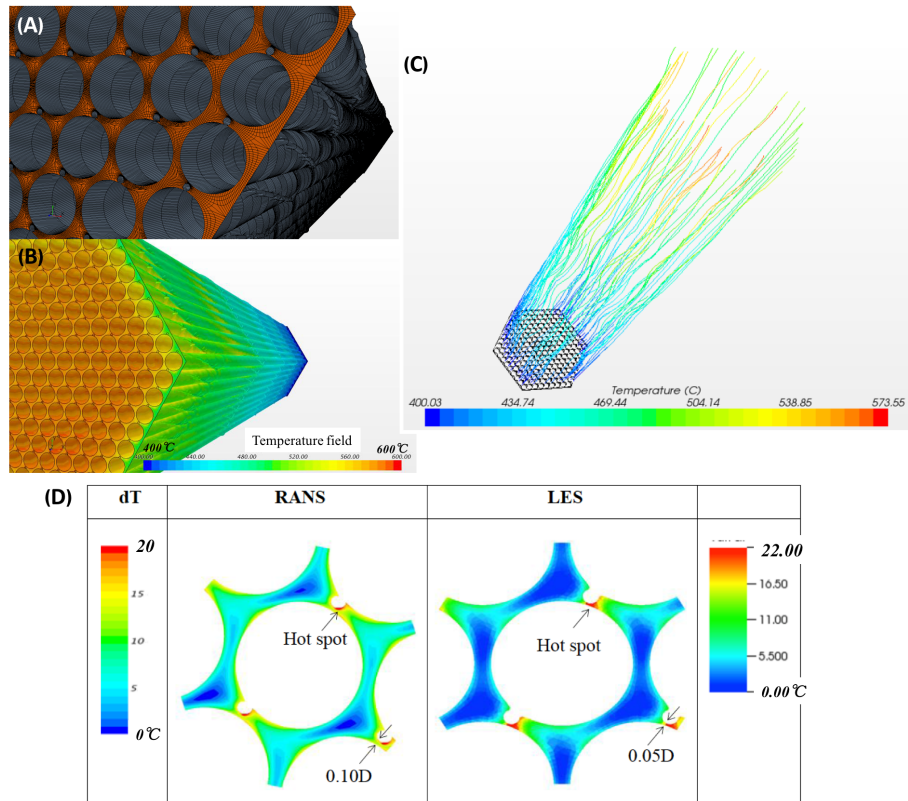 (A)
(B)
400℃
Temperature field
600℃
400.00 440.00 480.00 520.00 560.00 600.00
(C)
Temperature (C)
400.03 434.74 469.44 504.14 538.85 573.55
(D)
dT
RANS
LES
20
15
10
5
0℃
Hot spot
0.10D
Hot spot
0.05D
22.00
16.50
11.00
5.500
0.00℃